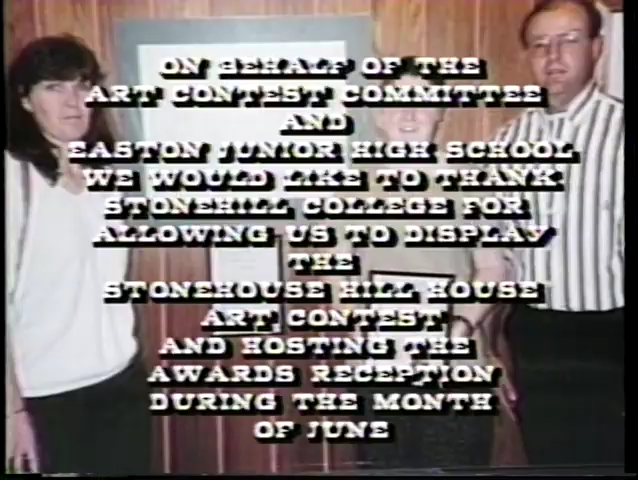 ON BEHALF OF THE
ART CONTEST COMMITTEE
AND
EASTON JUNIOR HIGH SCHOOL
WE WOULD LIKE TO THANK
STONEHILL COLLEGE FOR
ALLOWING US TO DISPLAY
THE
STONEHOUSE HILL HOUSE
ART CONTEST
AND HOSTING THE
AWARDS RECEPTION
DURING THE MONTH
OF JUNE